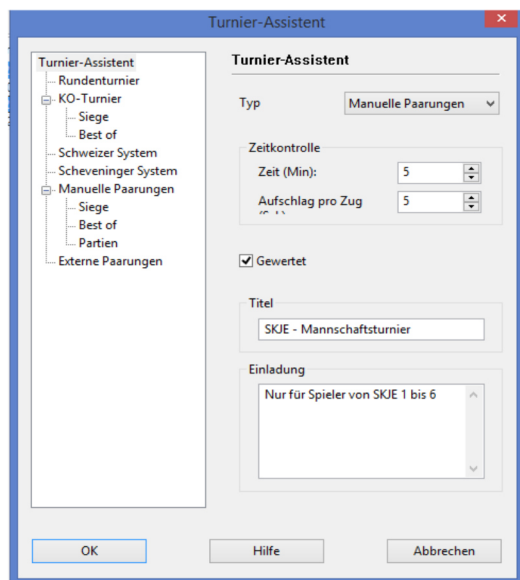 Turnier-Assistent
Turnier-Assistent
Rundenturnier
KO-Turnier
Siege
Best of
Schweizer System
Scheveninger System
Manuelle Paarungen
Siege
Best of
Partien
Externe Paarungen
Turnier-Assistent
Typ
Manuelle Paarungen
Zeitkontrolle
Zeit (Min):
5
Aufschlag pro Zug
5
Gewertet
Titel
SKJE - Mannschaftsturnier
Einladung
Nur für Spieler von SKJE 1 bis 6
OK
Hilfe
Abbrechen